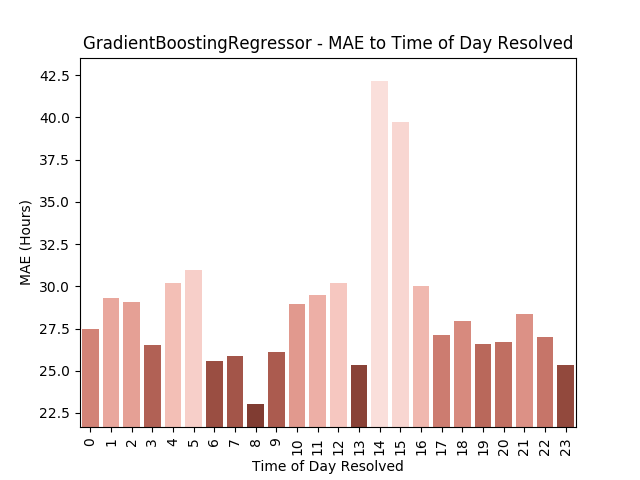 GradientBoostingRegressor - MAE to Time of Day Resolved
42.5
40.0
37.5
35.0
32.5
30.0
27.5
25.0
22.5
MAE (Hours)
0 1 2 3 4 5 6 7 8 9 10 11 12 13 14 15 16 17 18 19 20 21 22 23
Time of Day Resolved